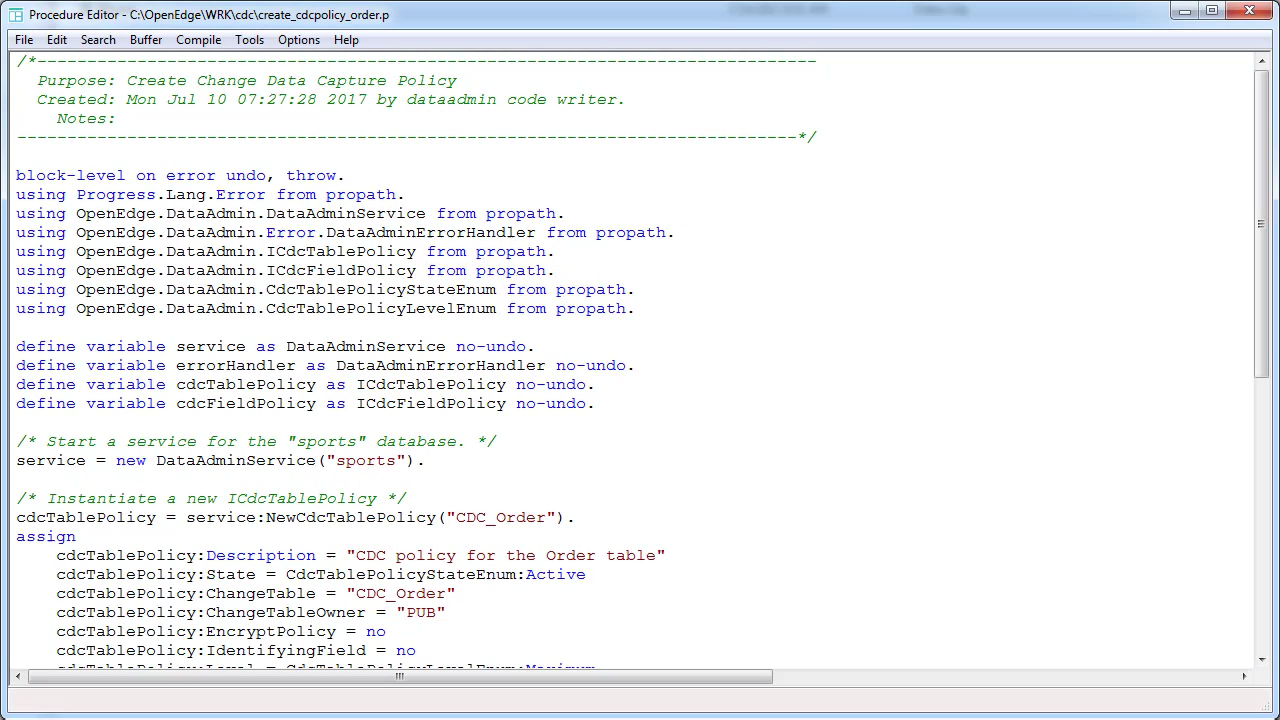 Procedure Editor - C:\OpenEdge\WRK\cdc\create_cdcpolicy_order.p
File Edit Search Buffer Compile Tools Options Help
/*------------------------------------------------------------------------------
Purpose: Create Change Data Capture Policy
Created: Mon Jul 10 07:27:28 2017 by dataadmin code writer.
Notes:
------------------------------------------------------------------------------*/
block-level on error undo, throw.
using Progress.Lang.Error from propath.
using OpenEdge.DataAdmin.DataAdminService from propath.
using OpenEdge.DataAdmin.Error.DataAdminErrorHandler from propath.
using OpenEdge.DataAdmin.ICdcTablePolicy from propath.
using OpenEdge.DataAdmin.ICdcFieldPolicy from propath.
using OpenEdge.DataAdmin.CdcTablePolicyStateEnum from propath.
using OpenEdge.DataAdmin.CdcTablePolicyLevelEnum from propath.
define variable service as DataAdminService no-undo.
define variable errorHandler as DataAdminErrorHandler no-undo.
define variable cdcTablePolicy as ICdcTablePolicy no-undo.
define variable cdcFieldPolicy as ICdcFieldPolicy no-undo.
/* Start a service for the "sports" database. */
service = new DataAdminService("sports").
/* Instantiate a new ICdcTablePolicy */
cdcTablePolicy = service:NewCdcTablePolicy("CDC_Order").
assign
cdcTablePolicy:Description = "CDC policy for the Order table"
cdcTablePolicy:State = CdcTablePolicyStateEnum:Active
cdcTablePolicy:ChangeTable = "CDC_Order"
cdcTablePolicy:ChangeTableOwner = "PUB"
cdcTablePolicy:EncryptPolicy = no
cdcTablePolicy:IdentifyingField = no
cdcTablePolicy:Level = CdcTablePolicyLevelEnum:Maximum